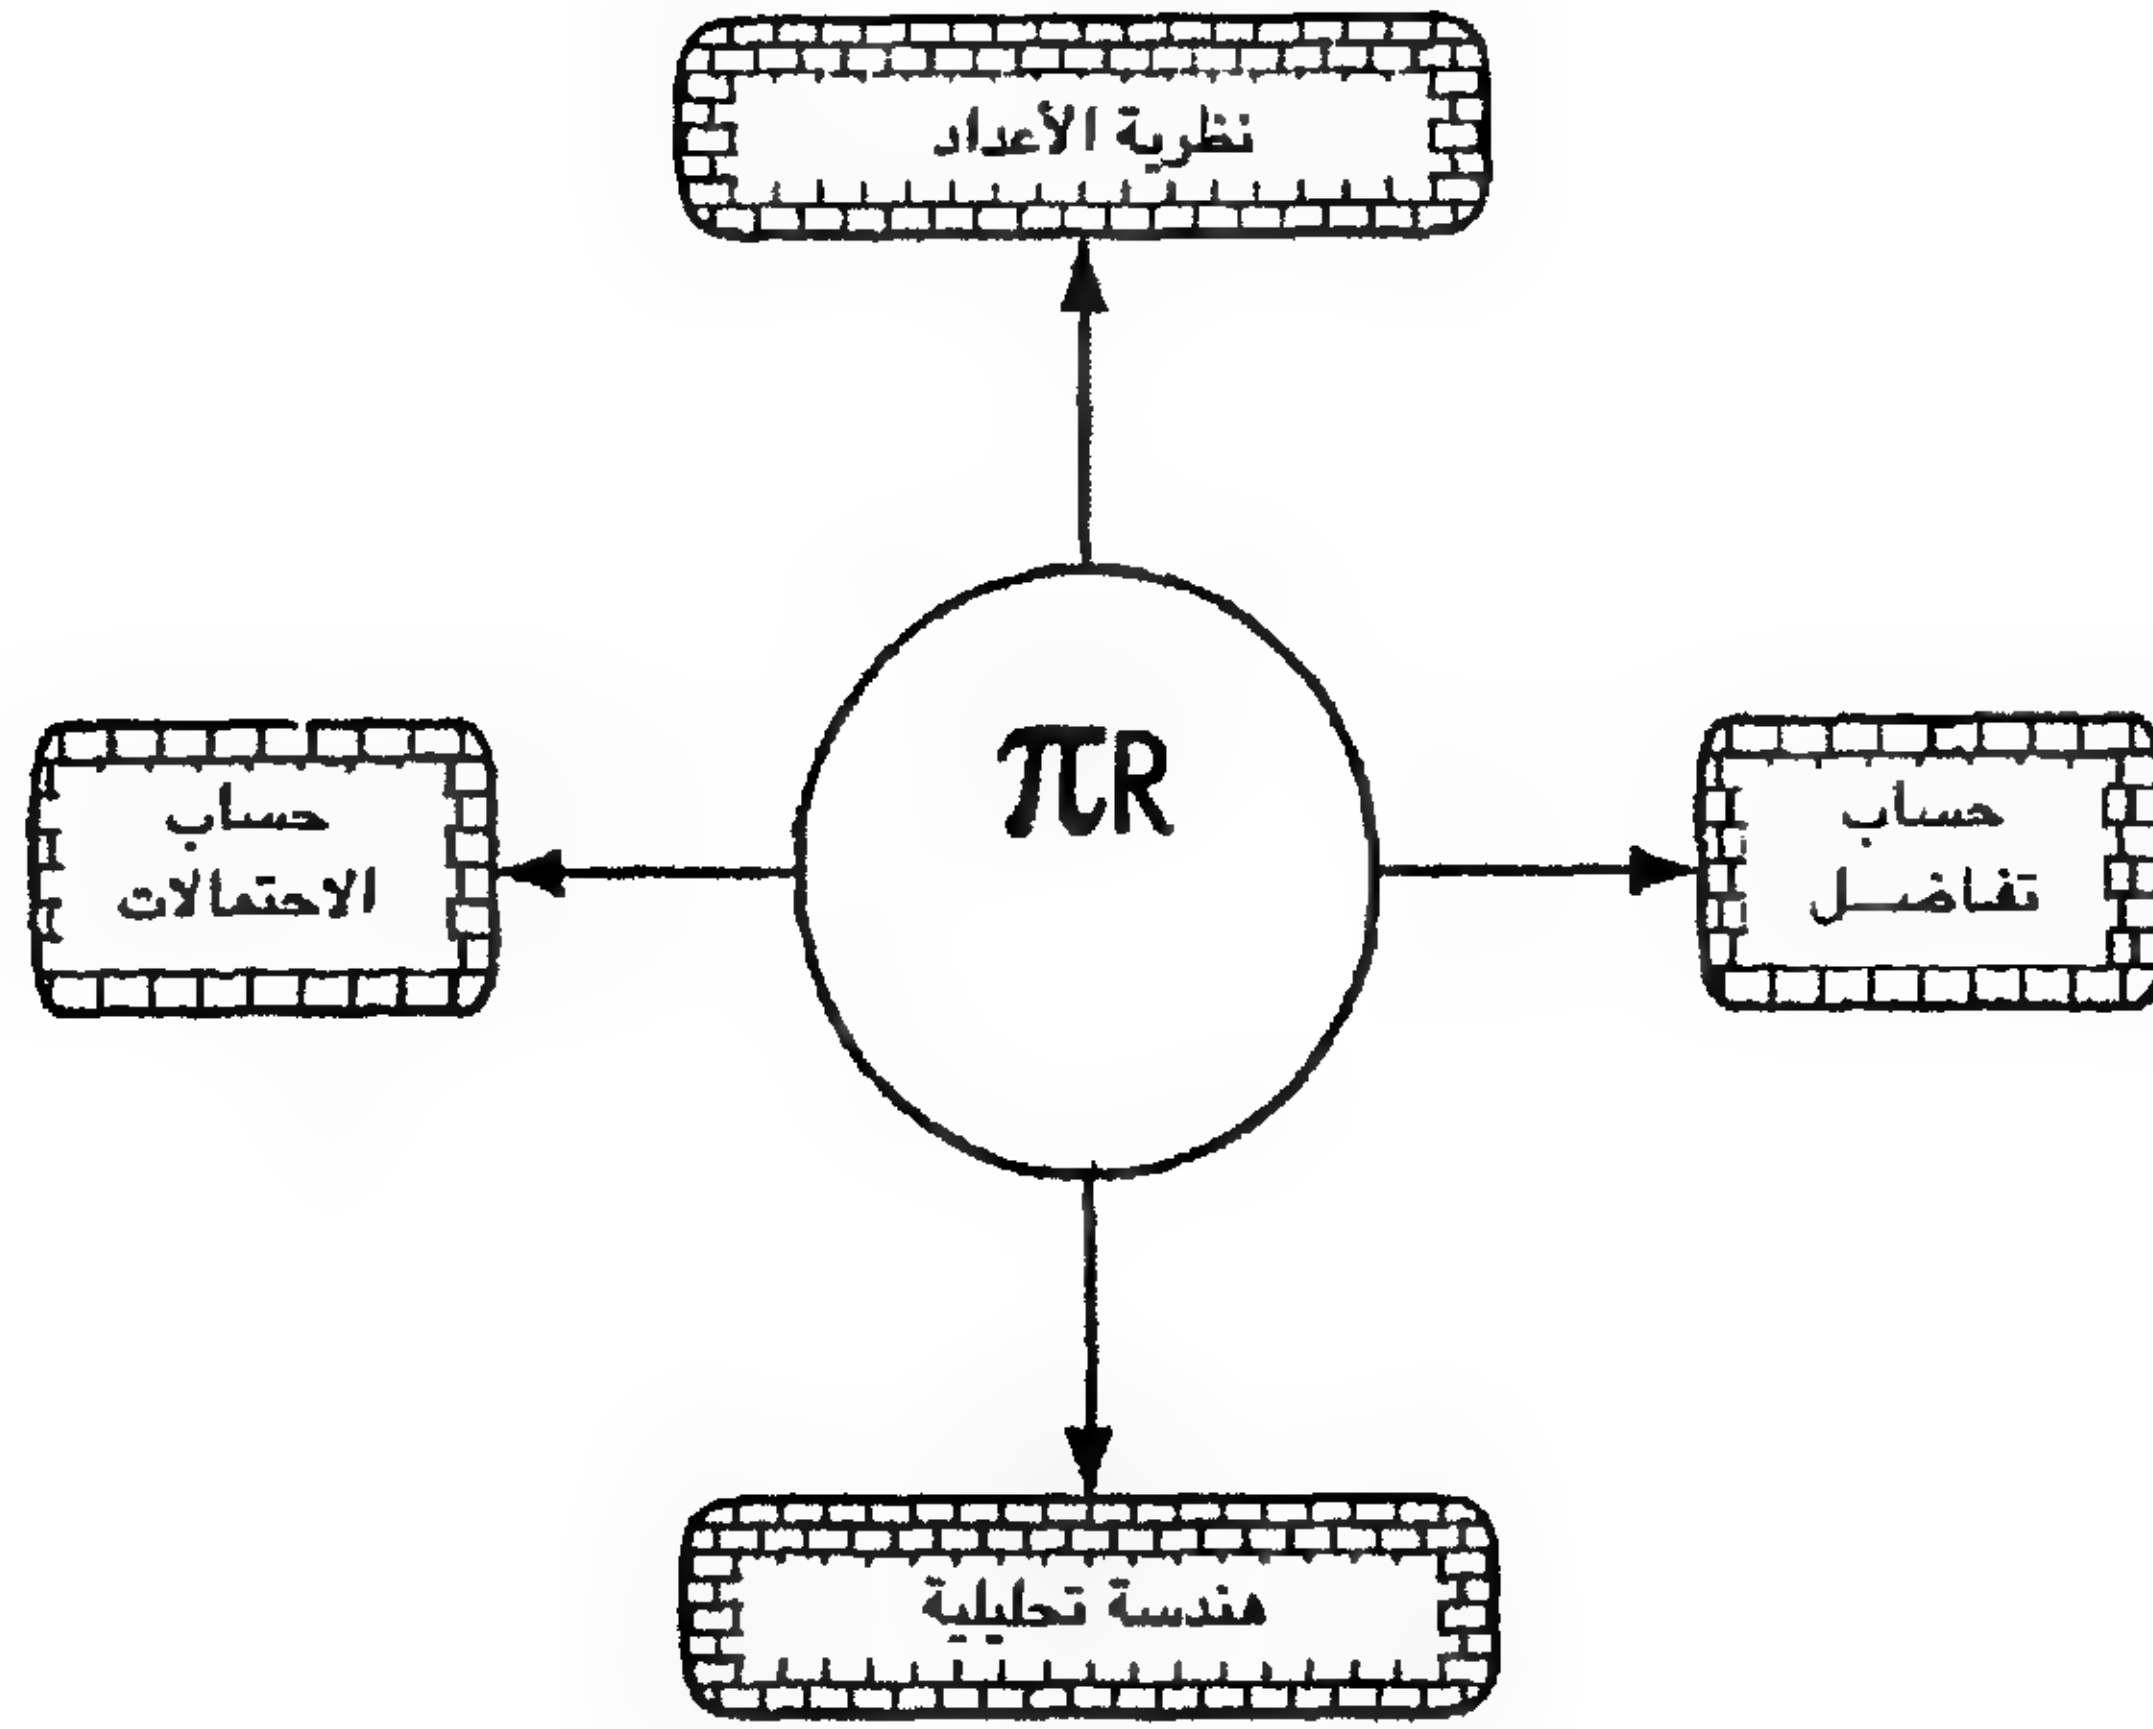 نظرية الأعداد
πR
حساب
تفاضل
حساب
الاحتمالات
هندسة تحليلية